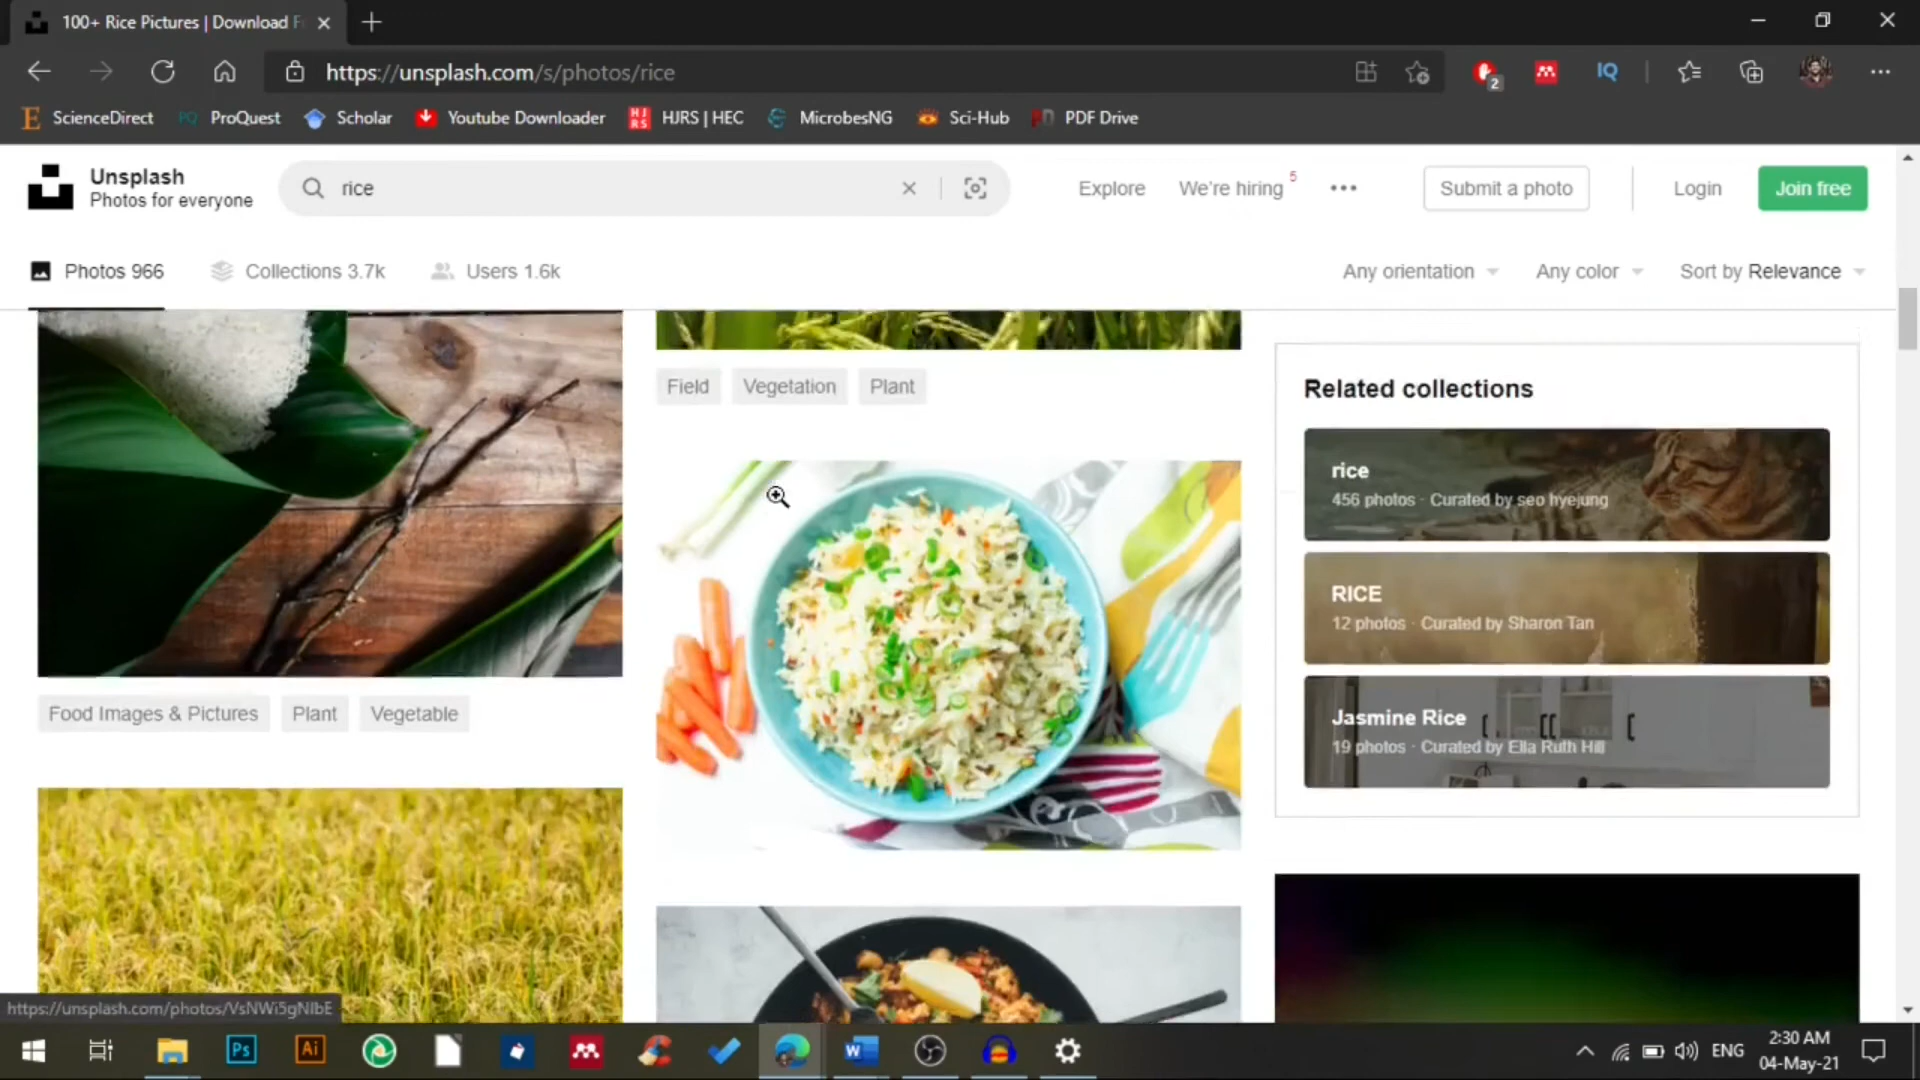 100+ Rice Pictures | Download F
https://unsplash.com/s/photos/rice
2
IQ
ScienceDirect
ProQuest
Scholar
Youtube Downloader
HJRS | HEC
MicrobesNG
Sci-Hub
PDF Drive
Unsplash
Photos for everyone
rice
Explore
We're hiring 5
Submit a photo
Login
Join free
Photos 966
Collections 3.7k
Users 1.6k
Any orientation
Any color
Sort by Relevance
Field
Vegetation
Plant
Related collections
rice
456 photos · Curated by seo hyejung
RICE
12 photos · Curated by Sharon Tan
Jasmine Rice
19 photos · Curated by Ella Ruth Hill
Food Images & Pictures
Plant
Vegetable
https://unsplash.com/photos/VsNWi5gNIbE
Ps
Ai
ENG
2:30 AM
04-May-21